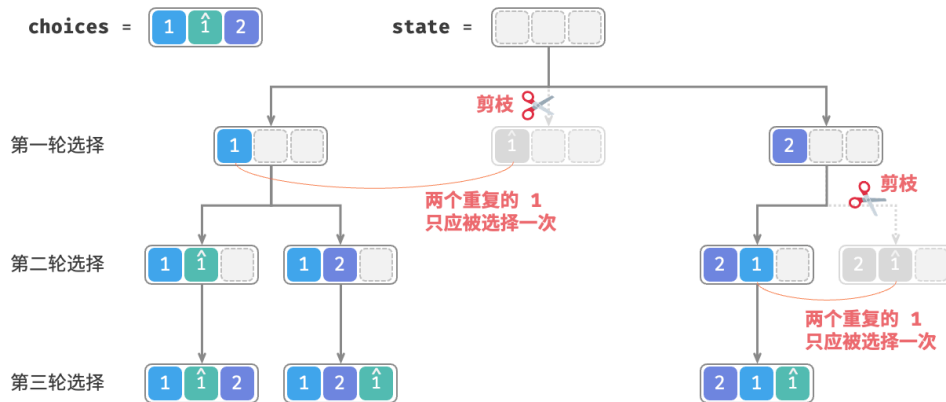 choices = 1 1̂ 2
state =
剪枝
第一轮选择
1
1̂
2
两个重复的 1
只应被选择一次
剪枝
第二轮选择
1 1̂
1 2
2 1
2 1̂
两个重复的 1
只应被选择一次
第三轮选择
1 1̂ 2
1 2 1̂
2 1 1̂